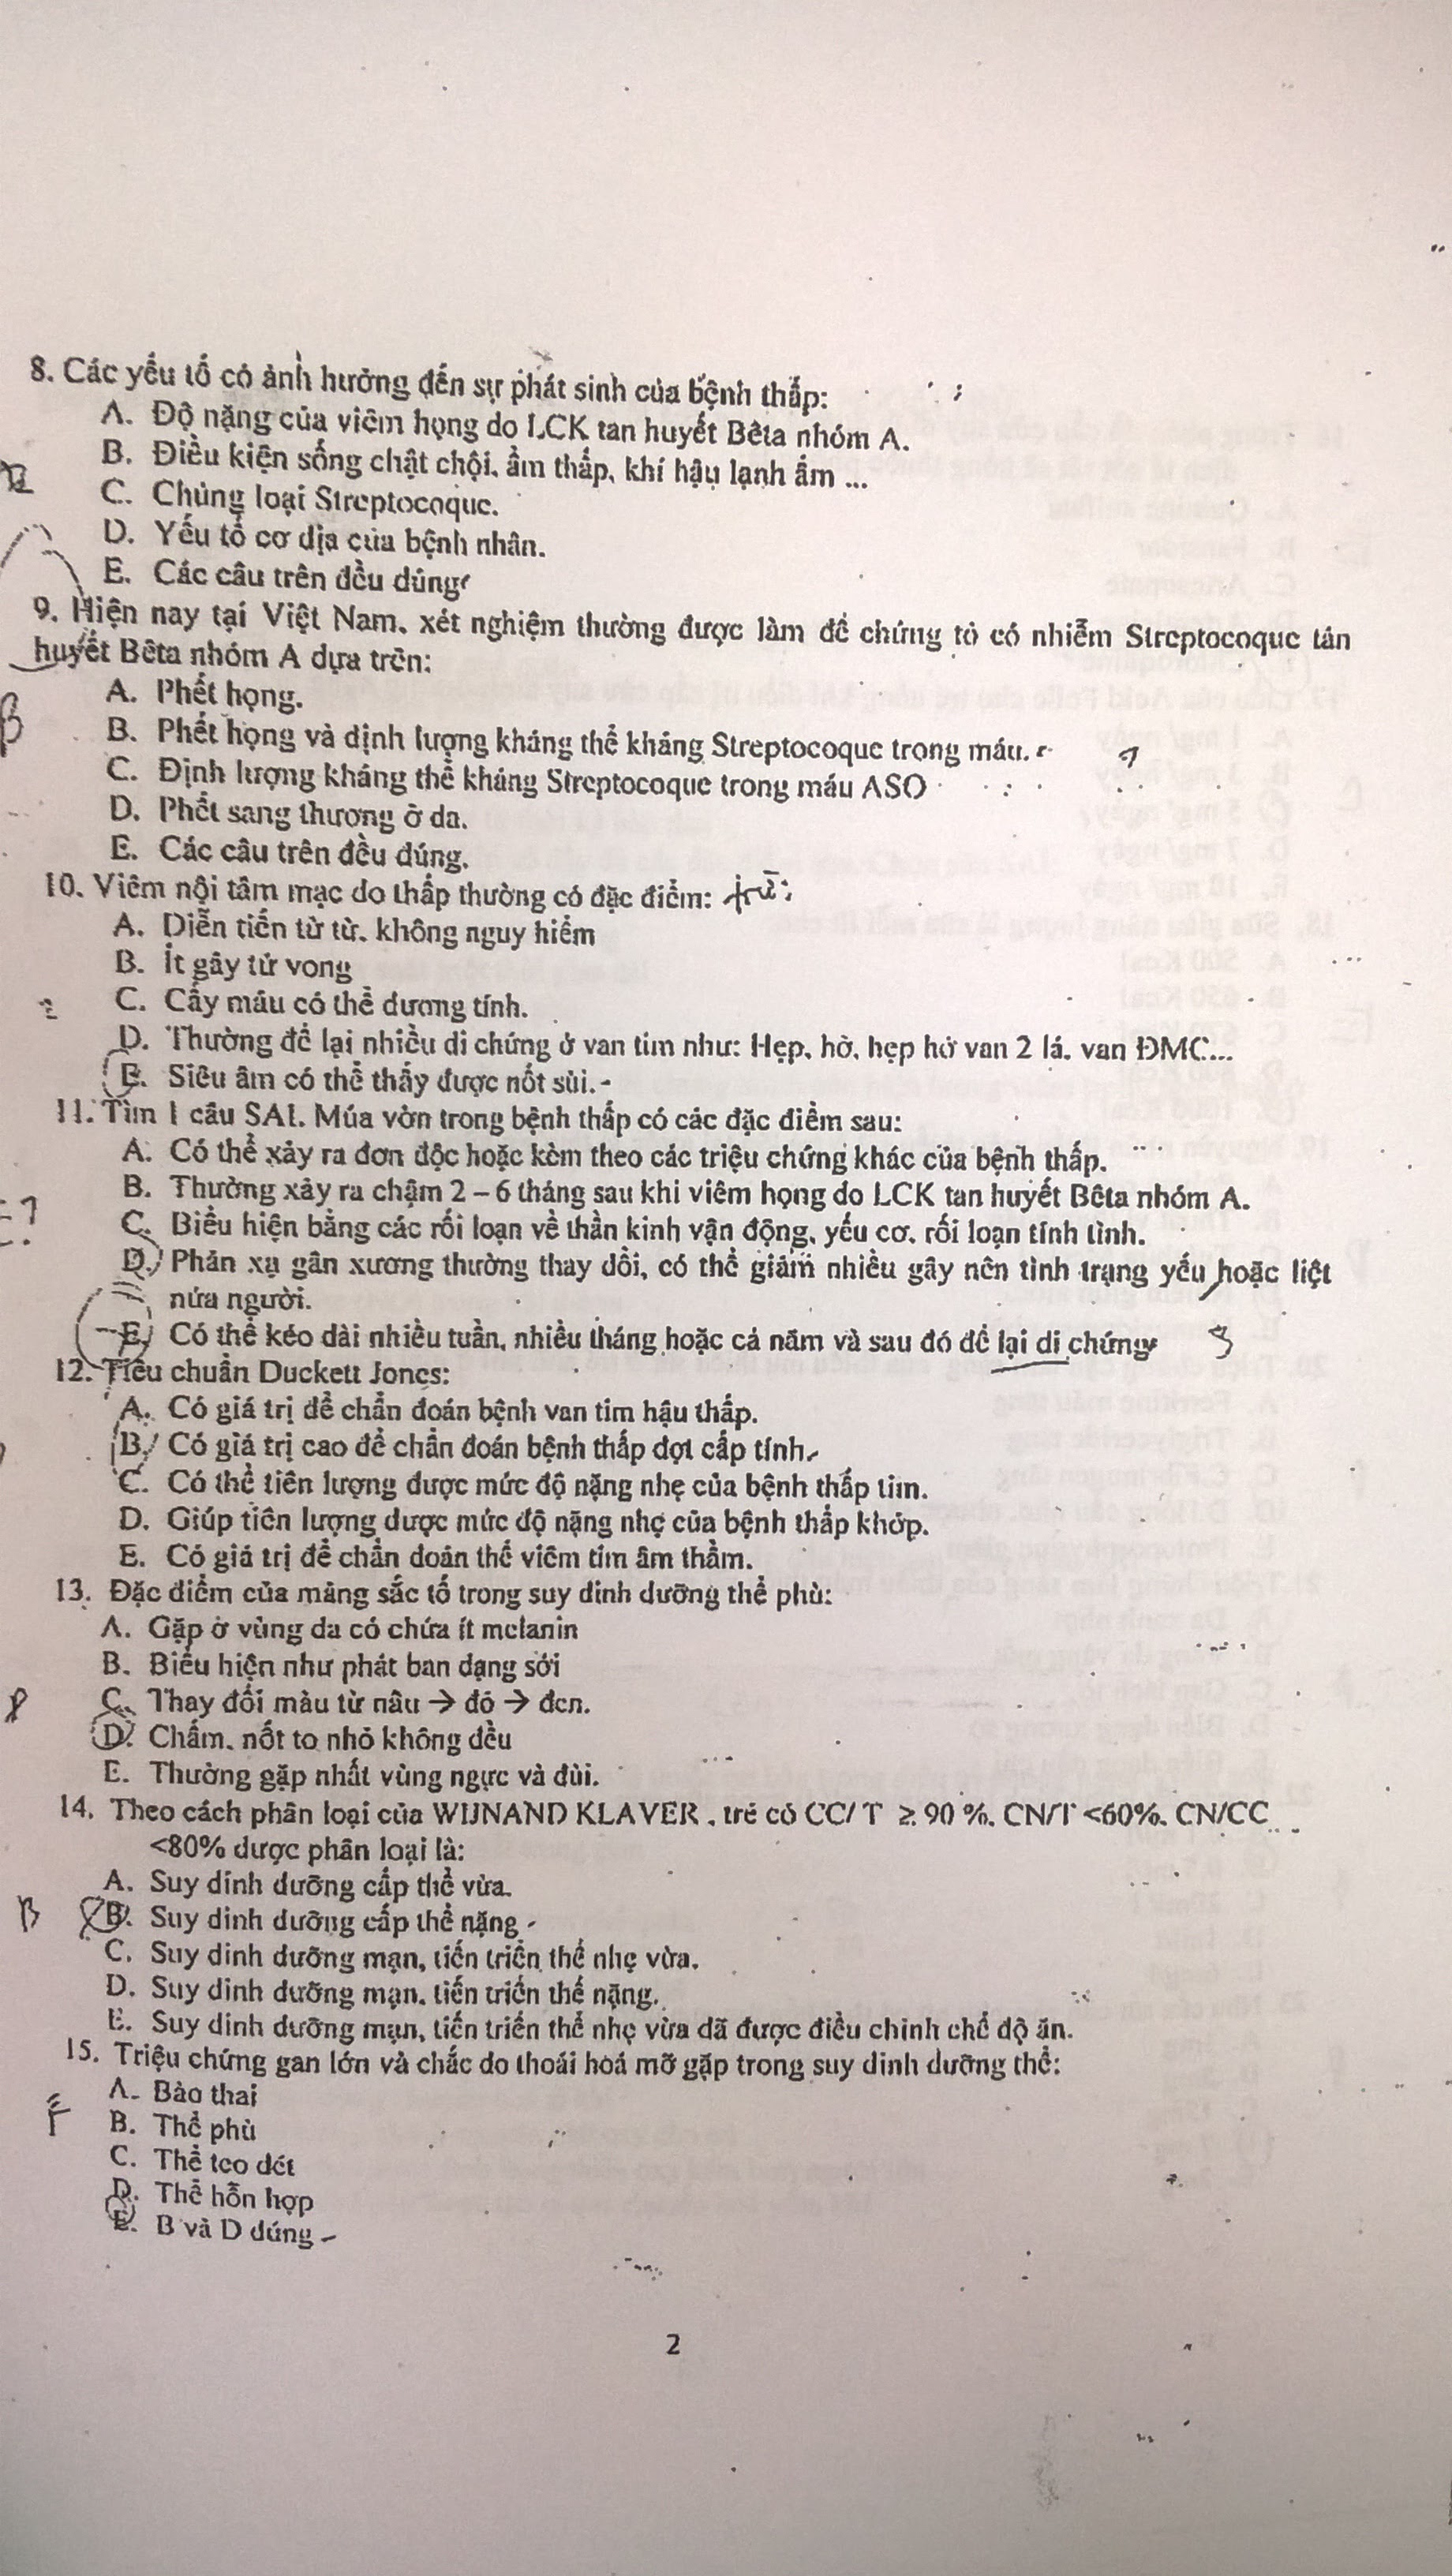 8. Các yếu tố có ảnh hưởng đến sự phát sinh của bệnh thấp:
A. Độ nặng của viêm họng do LCK tan huyết Bêta nhóm A.
B. Điều kiện sống chật chội, ẩm thấp, khí hậu lạnh ẩm ...
C. Chủng loại Streptocoque.
D. Yếu tố cơ địa của bệnh nhân.
E. Các câu trên đều đúng
9. Hiện nay tại Việt Nam, xét nghiệm thường được làm để chứng tỏ có nhiễm Streptocoque tán
huyết Bêta nhóm A dựa trên:
A. Phết họng.
B
B. Phết họng và định lượng kháng thể kháng Streptocoque trong máu.
C. Định lượng kháng thể kháng Streptocoque trong máu ASO
D. Phết sang thương ở da.
E. Các câu trên đều đúng.
10. Viêm nội tâm mạc do thấp thường có đặc điểm: trừ:
A. Diễn tiến từ từ, không nguy hiểm
B. Ít gây tử vong
C. Cấy máu có thể dương tính.
D. Thường để lại nhiều di chứng ở van tim như: Hẹp, hở, hẹp hở van 2 lá, van ĐMC...
E. Siêu âm có thể thấy được nốt sùi.
11. Tìm 1 câu SAI. Múa vờn trong bệnh thấp có các đặc điểm sau:
A. Có thể xảy ra đơn độc hoặc kèm theo các triệu chứng khác của bệnh thấp.
B. Thường xảy ra chậm 2 – 6 tháng sau khi viêm họng do LCK tan huyết Bêta nhóm A.
C. Biểu hiện bằng các rối loạn về thần kinh vận động, yếu cơ, rối loạn tính tình.
D. Phản xạ gân xương thường thay đổi, có thể giảm nhiều gây nên tình trạng yếu hoặc liệt
nửa người.
E. Có thể kéo dài nhiều tuần, nhiều tháng hoặc cả năm và sau đó để lại di chứng
12. Tiêu chuẩn Duckett Jones:
A. Có giá trị để chẩn đoán bệnh van tim hậu thấp.
B. Có giá trị cao để chẩn đoán bệnh thấp đợt cấp tính
C. Có thể tiên lượng được mức độ nặng nhẹ của bệnh thấp tim.
D. Giúp tiên lượng được mức độ nặng nhẹ của bệnh thấp khớp.
E. Có giá trị để chẩn đoán thể viêm tim âm thầm.
13. Đặc điểm của mảng sắc tố trong suy dinh dưỡng thể phù:
A. Gặp ở vùng da có chứa ít melanin
B. Biểu hiện như phát ban dạng sởi
C. Thay đổi màu từ nâu → đỏ → đen.
D. Chấm, nốt to nhỏ không đều
E. Thường gặp nhất vùng ngực và đùi.
14. Theo cách phân loại của WIJNAND KLAVER , trẻ có CC/ T ≥ 90 %, CN/T <60%, CN/CC
<80% được phân loại là:
A. Suy dinh dưỡng cấp thể vừa.
B
B. Suy dinh dưỡng cấp thể nặng
C. Suy dinh dưỡng mạn, tiến triển thể nhẹ vừa.
D. Suy dinh dưỡng mạn, tiến triển thể nặng.
E. Suy dinh dưỡng mạn, tiến triển thể nhẹ vừa đã được điều chỉnh chế độ ăn.
15. Triệu chứng gan lớn và chắc do thoái hoá mỡ gặp trong suy dinh dưỡng thể:
A. Bào thai
B. Thể phù
C. Thể teo đét
D. Thể hỗn hợp
E. B và D đúng
2